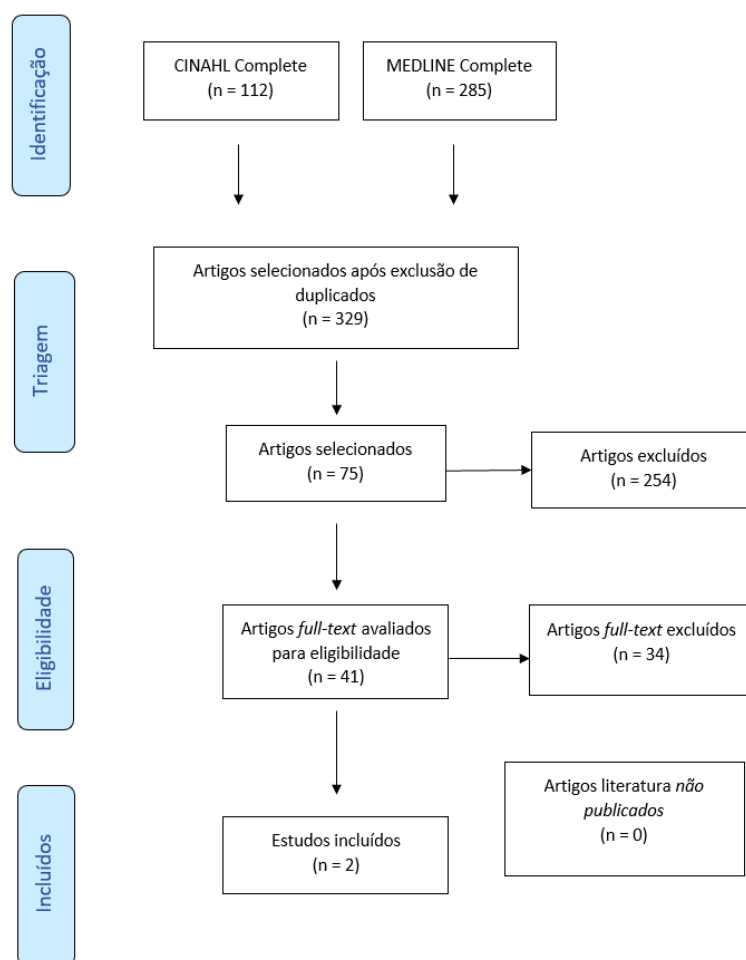 Identificação
CINAHL Complete
(n = 112)
MEDLINE Complete
(n = 285)
Triagem
Artigos selecionados após exclusão de
duplicados
(n = 329)
Artigos selecionados
(n = 75)
Artigos excluídos
(n = 254)
Eligibilidade
Artigos full-text avaliados
para eligibilidade
(n = 41)
Artigos full-text excluídos
(n = 34)
Incluídos
Artigos literatura não
publicados
(n = 0)
Estudos incluídos
(n = 2)